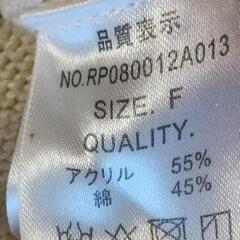 品質表示
NO.RP080012A013
SIZE. F
QUALITY.
アクリル 55%
綿 45%